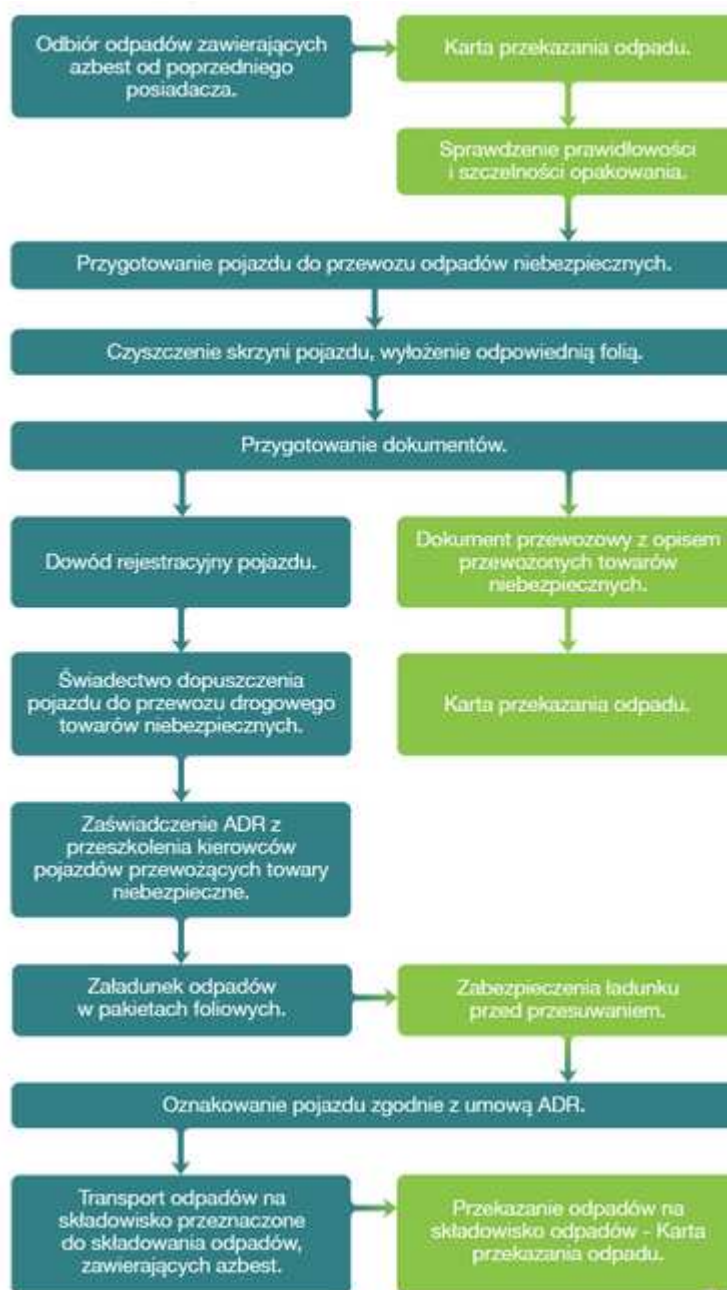 Odbiór odpadów zawierających
azbest od poprzedniego
posiadacza.
Karta przekazania odpadu.
Sprawdzenie prawidłowości
i szczelności opakowania.
Przygotowanie pojazdu do przewozu odpadów niebezpiecznych.
Czyszczenie skrzyni pojazdu, wyłożenie odpowiednią folią.
Przygotowanie dokumentów.
Dowód rejestracyjny pojazdu.
Dokument przewozowy z opisem
przewożonych towarów
niebezpiecznych.
Świadectwo dopuszczenia
pojazdu do przewozu drogowego
towarów niebezpiecznych.
Karta przekazania odpadu.
Zaświadczenie ADR z
przeszkolenia kierowców
pojazdów przewożących towary
niebezpieczne.
Załadunek odpadów
w pakietach foliowych.
Zabezpieczenia ładunku
przed przesuwaniem.
Oznakowanie pojazdu zgodnie z umową ADR.
Transport odpadów na
składowisko przeznaczone
do składowania odpadów,
zawierających azbest.
Przekazanie odpadów na
składowisko odpadów - Karta
przekazania odpadu.